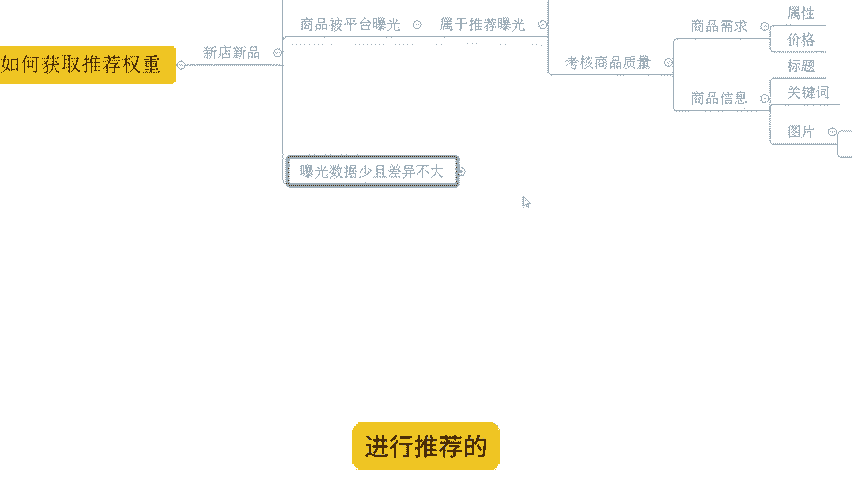 如何获取推荐权重
新店新品
商品被平台曝光
属于推荐曝光
考核商品质量
商品需求
属性
价格
商品信息
标题
关键词
图片
曝光数据少且差异不大
进行推荐的